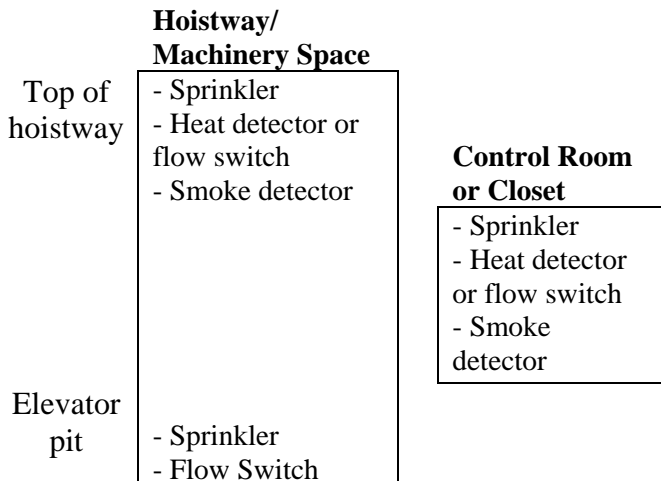 Hoistway/
Machinery Space
Top of
hoistway
- Sprinkler
- Heat detector or
flow switch
- Smoke detector
Control Room
or Closet
- Sprinkler
- Heat detector
or flow switch
- Smoke
detector
Elevator
pit
- Sprinkler
- Flow Switch